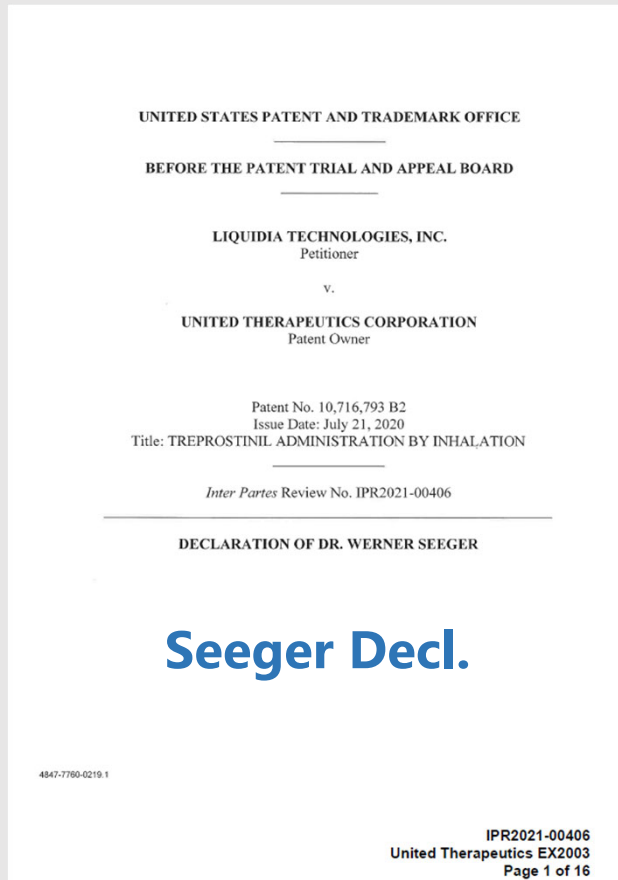 UNITED STATES PATENT AND TRADEMARK OFFICE
BEFORE THE PATENT TRIAL AND APPEAL BOARD
LIQUIDIA TECHNOLOGIES, INC.
Petitioner
v.
UNITED THERAPEUTICS CORPORATION
Patent Owner
Patent No. 10,716,793 B2
Issue Date: July 21, 2020
Title: TREPROSTINIL ADMINISTRATION BY INHALATION
Inter Partes Review No. IPR2021-00406
DECLARATION OF DR. WERNER SEEGER
Seeger Decl.
4847-7760-0219.1
IPR2021-00406
United Therapeutics EX2003
Page 1 of 16